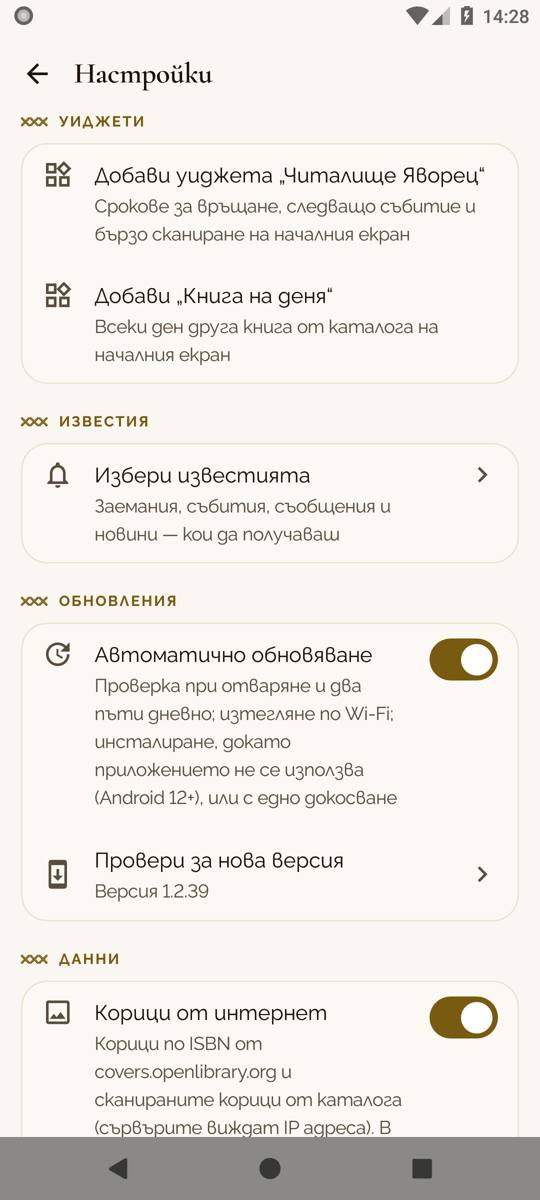 14:28
Настройки
УИДЖЕТИ
Добави уиджета „Читалище Яворец“
Срокове за връщане, следващо събитие и
бързо сканиране на началния екран
Добави „Книга на деня“
Всеки ден друга книга от каталога на
началния екран
ИЗВЕСТИЯ
Избери известията
Заемания, събития, съобщения и
новини — кои да получаваш
ОБНОВЛЕНИЯ
Автоматично обновяване
Проверка при отваряне и два
пъти дневно; изтегляне по Wi-Fi;
инсталиране, докато
приложението не се използва
(Android 12+), или с едно докосване
Провери за нова версия
Версия 1.2.39
ДАННИ
Корици от интернет
Корици по ISBN от
covers.openlibrary.org и
сканираните корици от каталога
(сървърите виждат IP адреса). В